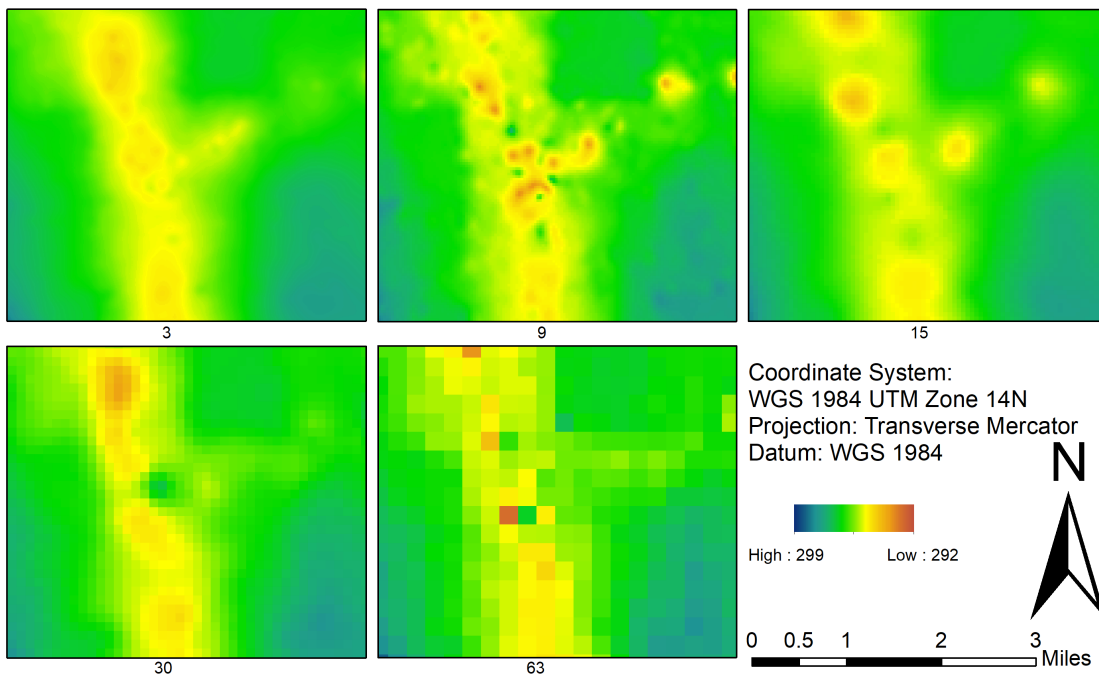 3
9
15
30
63
Coordinate System:
WGS 1984 UTM Zone 14N
Projection: Transverse Mercator
Datum: WGS 1984
N
High : 299
Low : 292
0 0.5 1 2 3
Miles